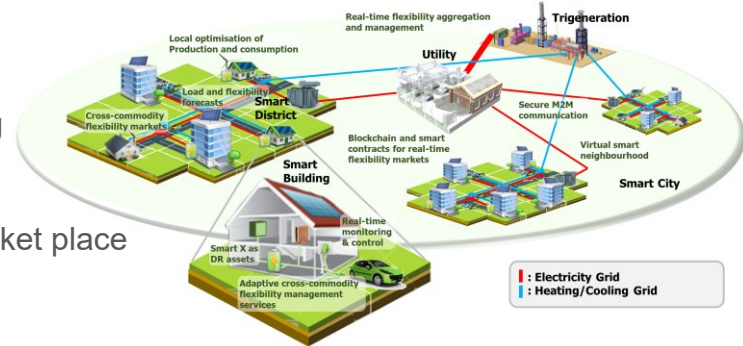 Real-time flexibility aggregation
and management
Trigeneration
Local optimisation of
Production and consumption
Utility
Load and flexibility
forecasts
Smart
District
Cross-commodity
flexibility markets
Secure M2M
communication
Blockchain and smart
contracts for real-time
flexibility markets
Virtual smart
neighbourhood
Smart
Building
Smart City
ket place
Real-time
monitoring
& control
Smart X as
DR assets
Adaptive cross-commodity
flexibility management
services
: Electricity Grid
: Heating/Cooling Grid